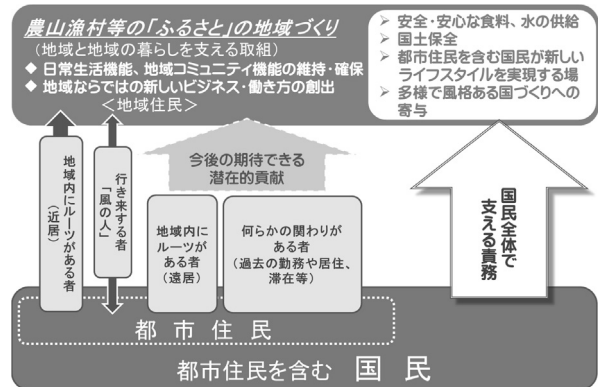 農山漁村等の「ふるさと」の地域づくり
（地域と地域の暮らしを支える取組）
◆ 日常生活機能、地域コミュニティ機能の維持・確保
◆ 地域ならではの新しいビジネス・働き方の創出
＜地域住民＞
➢ 安全・安心な食料、水の供給
➢ 国土保全
➢ 都市住民を含む国民が新しい
ライフスタイルを実現する場
➢ 多様で風格ある国づくりへの
寄与
今後の期待できる
潜在的貢献
地域内にルーツがある者
（近居）
行き来する者
「風の人」
地域内に
ルーツが
ある者
（遠居）
何らかの関わりが
ある者
（過去の勤務や居住、
滞在等）
国民全体で
支える責務
都市住民
都市住民を含む 国民